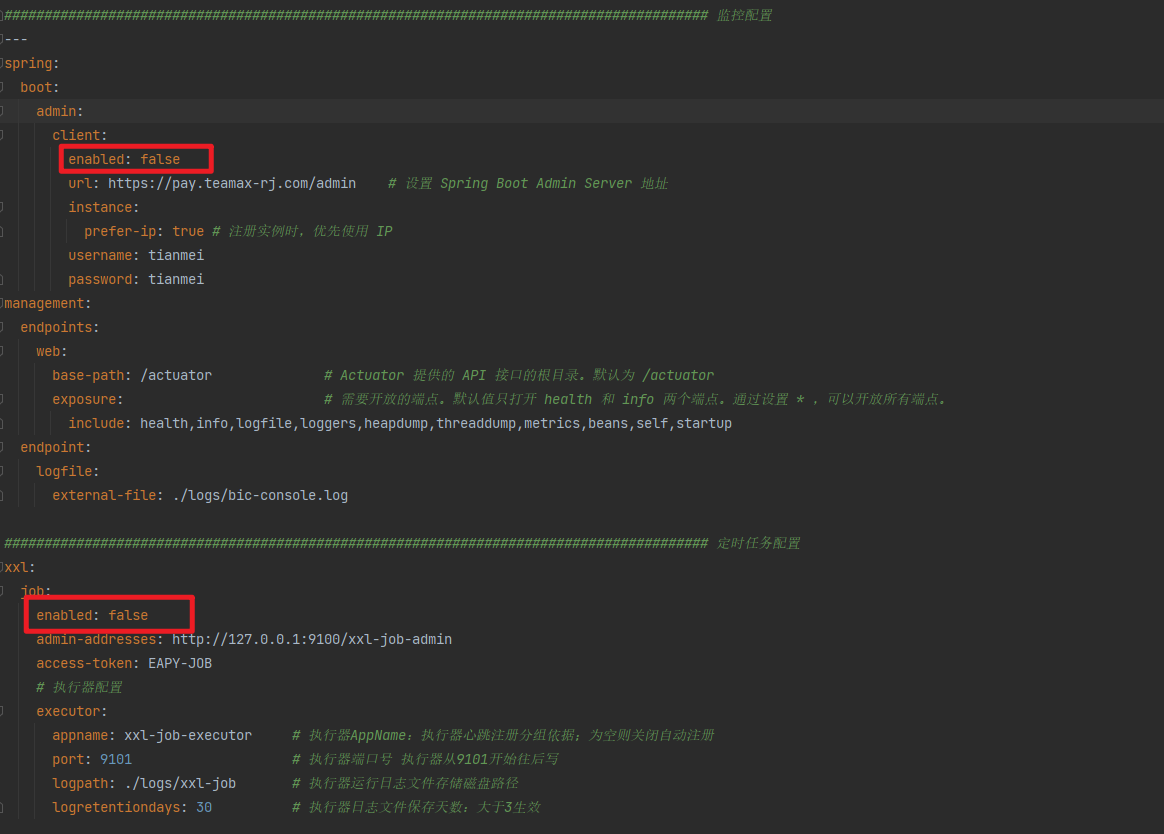 ######################################################################################## 监控配置
---
spring:
  boot:
    admin:
      client:
        enabled: false
        url: https://pay.teamax-rj.com/admin    # 设置 Spring Boot Admin Server 地址
        instance:
          prefer-ip: true # 注册实例时，优先使用 IP
        username: tianmei
        password: tianmei
management:
  endpoints:
    web:
      base-path: /actuator              # Actuator 提供的 API 接口的根目录。默认为 /actuator
      exposure:                         # 需要开放的端点。默认值只打开 health 和 info 两个端点。通过设置 * ，可以开放所有端点。
        include: health,info,logfile,loggers,heapdump,threaddump,metrics,beans,self,startup
  endpoint:
    logfile:
      external-file: ./logs/bic-console.log
######################################################################################## 定时任务配置
xxl:
  job:
    enabled: false
    admin-addresses: http://127.0.0.1:9100/xxl-job-admin
    access-token: EAPY-JOB
    # 执行器配置
    executor:
      appname: xxl-job-executor     # 执行器AppName：执行器心跳注册分组依据；为空则关闭自动注册
      port: 9101                    # 执行器端口号 执行器从9101开始往后写
      logpath: ./logs/xxl-job       # 执行器运行日志文件存储磁盘路径
      logretentiondays: 30          # 执行器日志文件保存天数：大于3生效